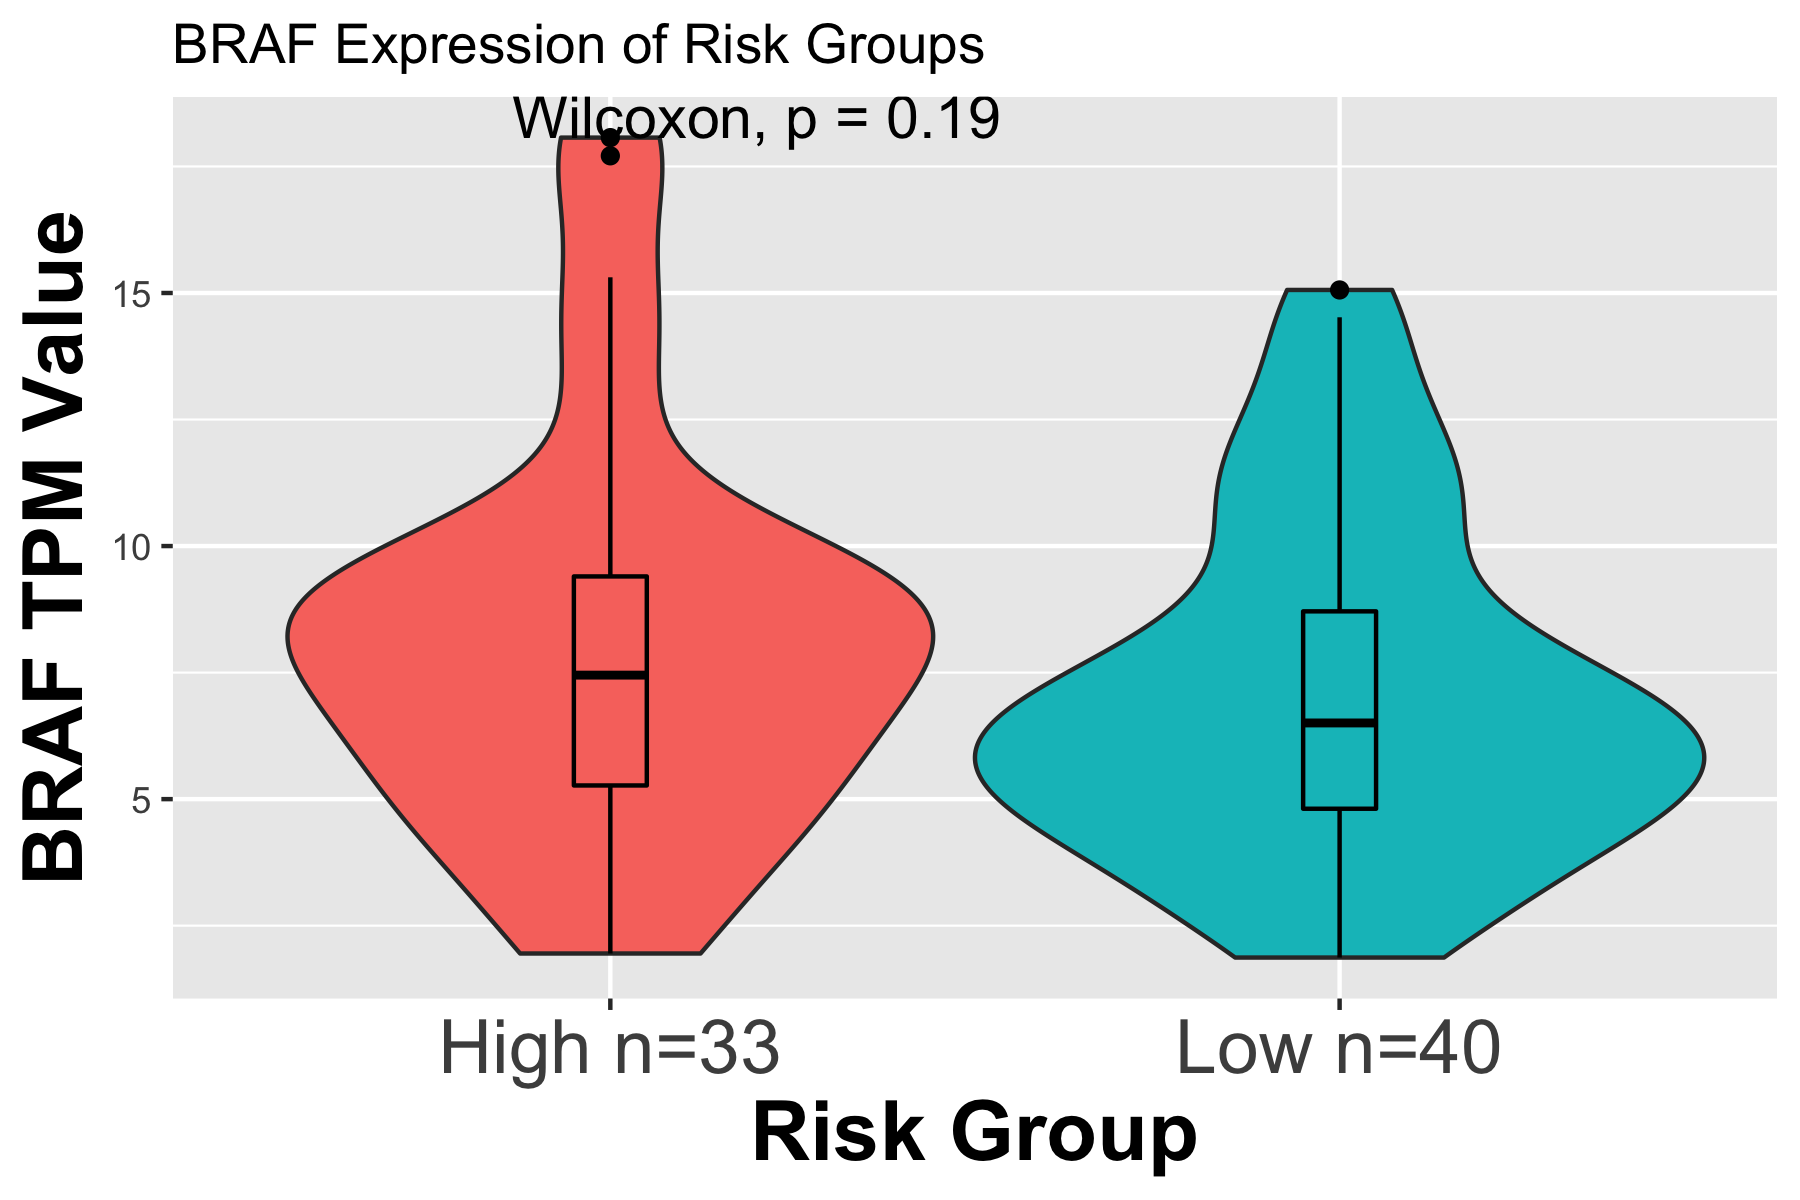 BRAF Expression of Risk Groups
Wilcoxon, p = 0.19
BRAF TPM Value
15
10
5
High n=33
Low n=40
Risk Group